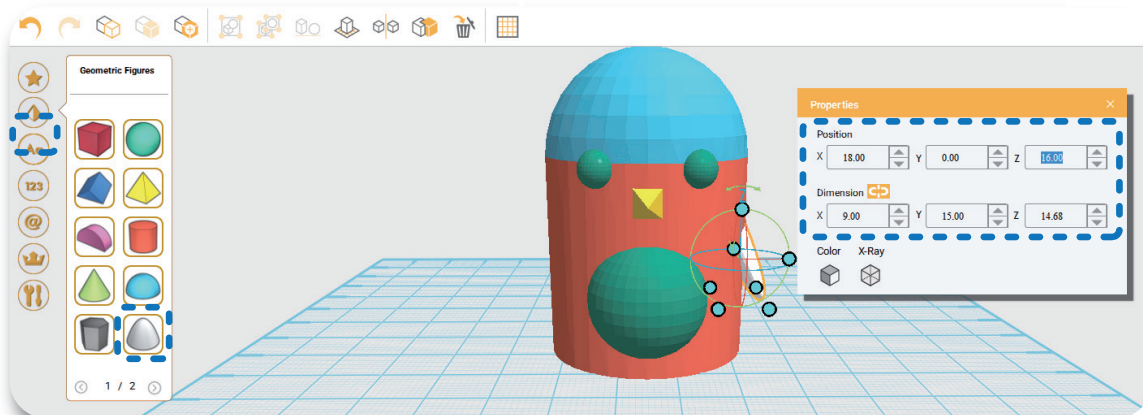 Geometric Figures
Aa
123
@
1 / 2
Properties
Position
X 18.00 Y 0.00 Z 16.00
Dimension
X 9.00 Y 15.00 Z 14.68
Color X-Ray